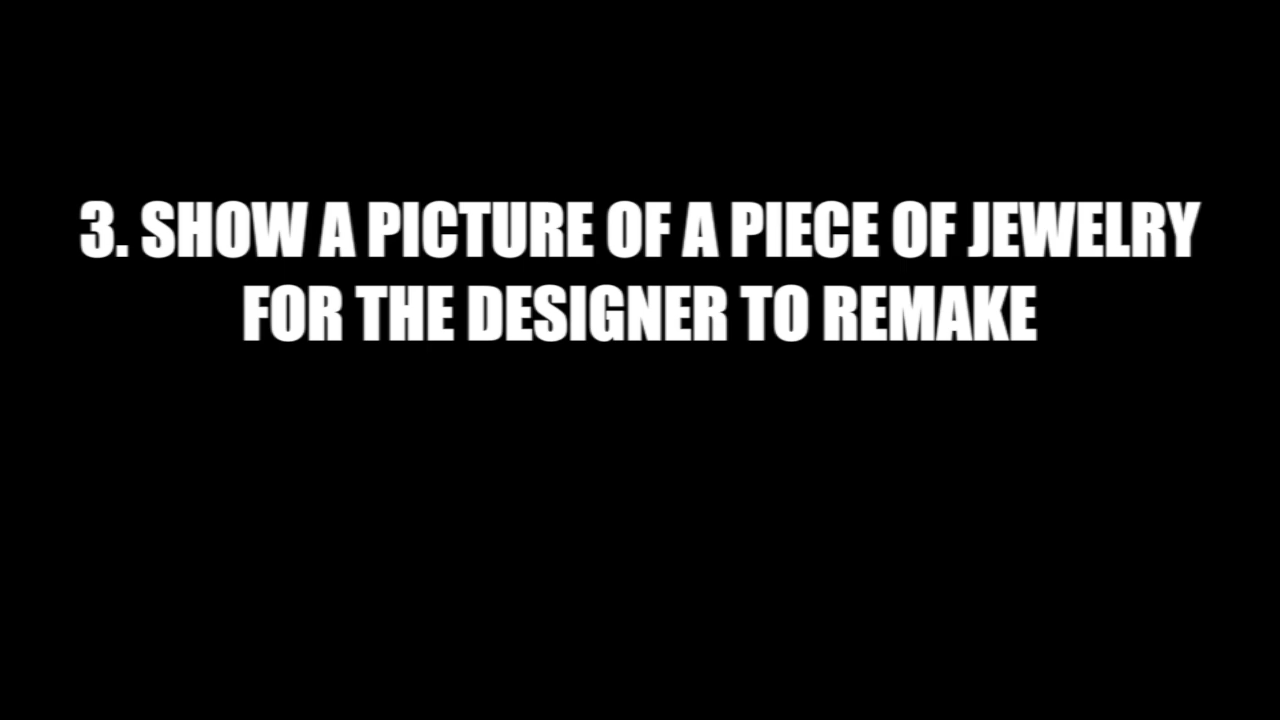 3. SHOW A PICTURE OF A PIECE OF JEWELRY
FOR THE DESIGNER TO REMAKE